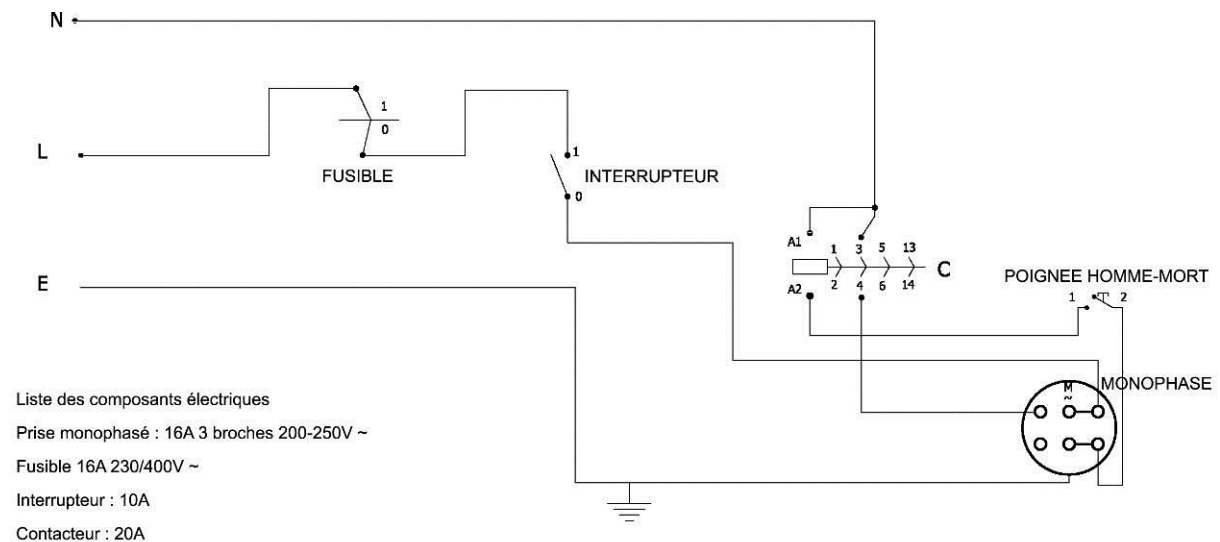 N
1
0
L
FUSIBLE
1
INTERRUPTEUR
0
A1 1 3 5 13
C
A2 2 4 6 14
E
POIGNEE HOMME-MORT
1 2
M
~
MONOPHASE
Liste des composants électriques
Prise monophasé : 16A 3 broches 200-250V ~
Fusible 16A 230/400V ~
Interrupteur : 10A
Contacteur : 20A